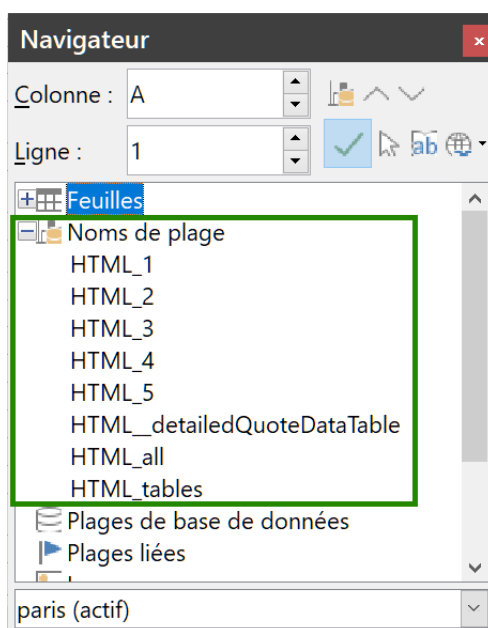 Navigateur
Colonne : A
Ligne : 1
Feuilles
Noms de plage
HTML_1
HTML_2
HTML_3
HTML_4
HTML_5
HTML__detailedQuoteDataTable
HTML_all
HTML_tables
Plages de base de données
Plages liées
paris (actif)